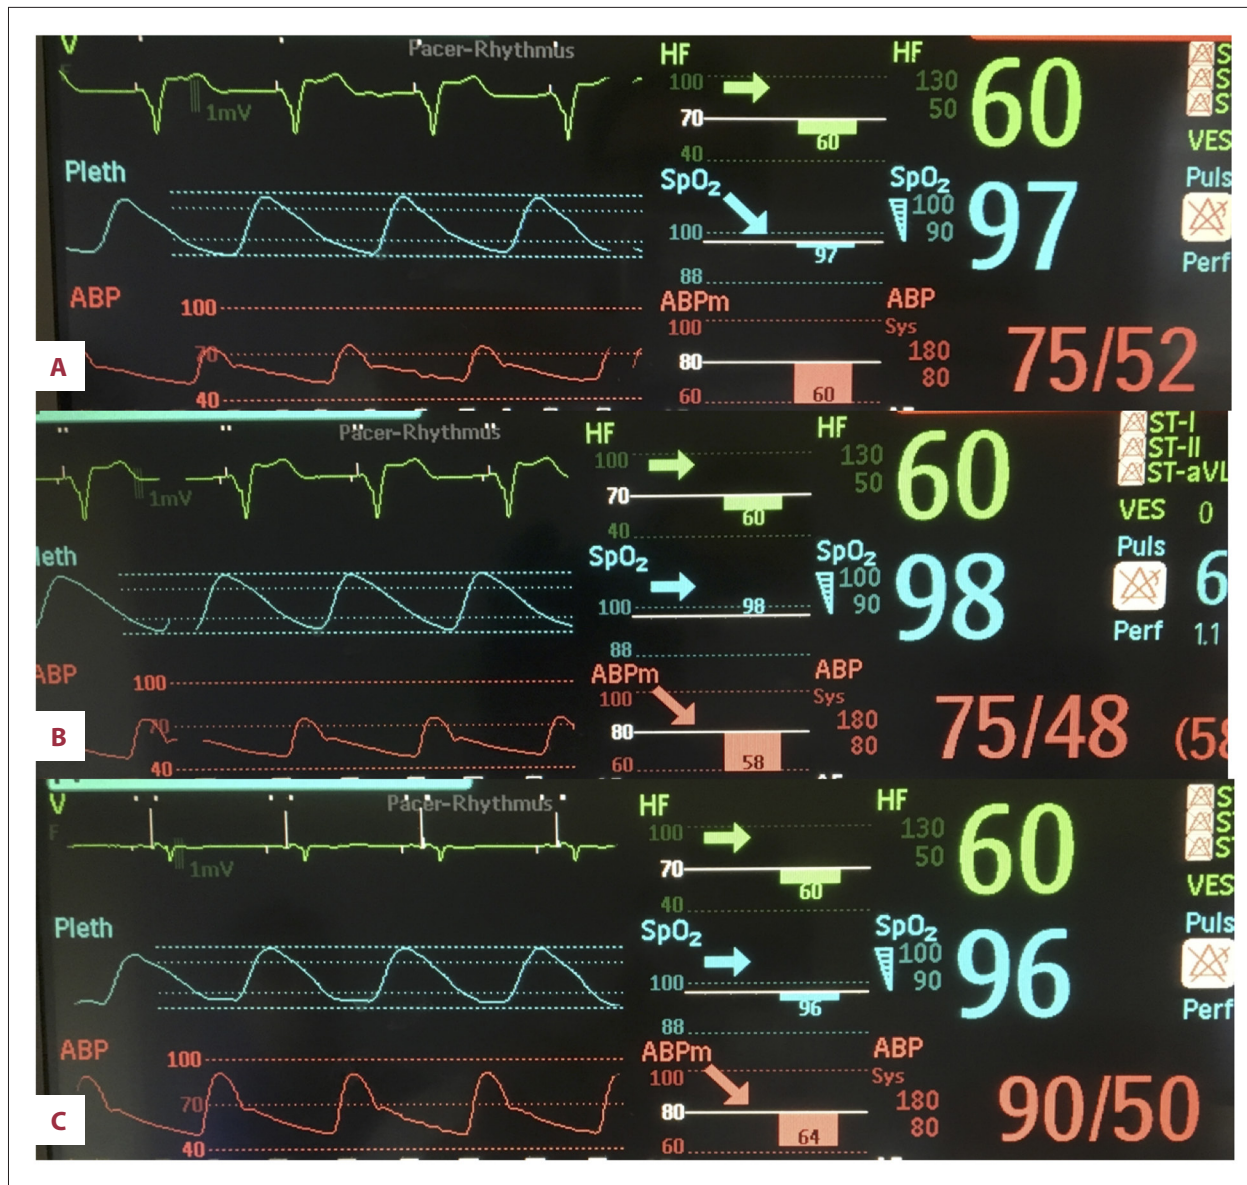 V Pacer-Rhythmus HF HF 60 S
F 100 130 S
1mV 70 50 S
60
40 VES
Pleth SpO₂ SpO₂ 97 Puls
100 100
90
97
88 Perf
ABP ABPm ABP
100 100 Sys 75/52
70 80 180
80
40 60 60
A
Pacer-Rhythmus HF HF 60 ST-I
100 130 ST-II
1mV 70 50 ST-aVL
60 VES 0
40
leth SpO₂ SpO₂ 98 Puls
100 98 100 6
90
88 Perf 1.1
ABP ABPm ABP
100 100 Sys 75/48 (58
70 80 180
80
40 60 58
B
V Pacer-Rhythmus HF HF 60 S
F 100 130 ST
1mV 70 50 S
60 VES
40
Pleth SpO₂ SpO₂ 96 Puls
100 100
90
96
88 Perf
ABP ABPm ABP
100 100 Sys 90/50
70 80 180
80
40 60 64
C